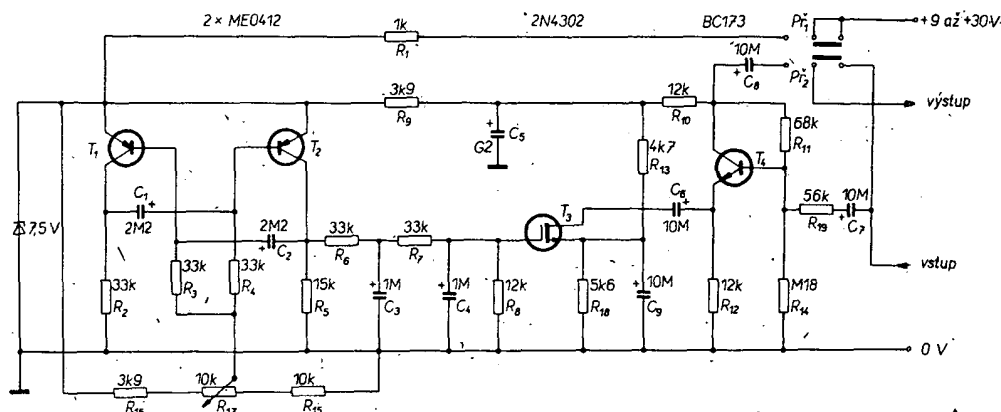 2 × ME0412
2N4302
BC173
Př1
+9 až +30V
1k
R1
10M
+
C8
Př2
3k9
R9
12k
R10
výstup
T1
T2
+
C5
G2
4k7
R13
68k
R11
T4
C1
+
2M2
C6
+
10M
56k
R19
10M
+
C7
7,5 V
2M2
+
C2
33k
R6
33k
R7
T3
vstup
33k
R2
33k
R3
33k
R4
15k
R5
+
1M
C3
+
1M
C4
12k
R8
5k6
R18
+
10M
C9
12k
R12
M18
R14
0 V
3k9
R16
10k
R17
10k
R15